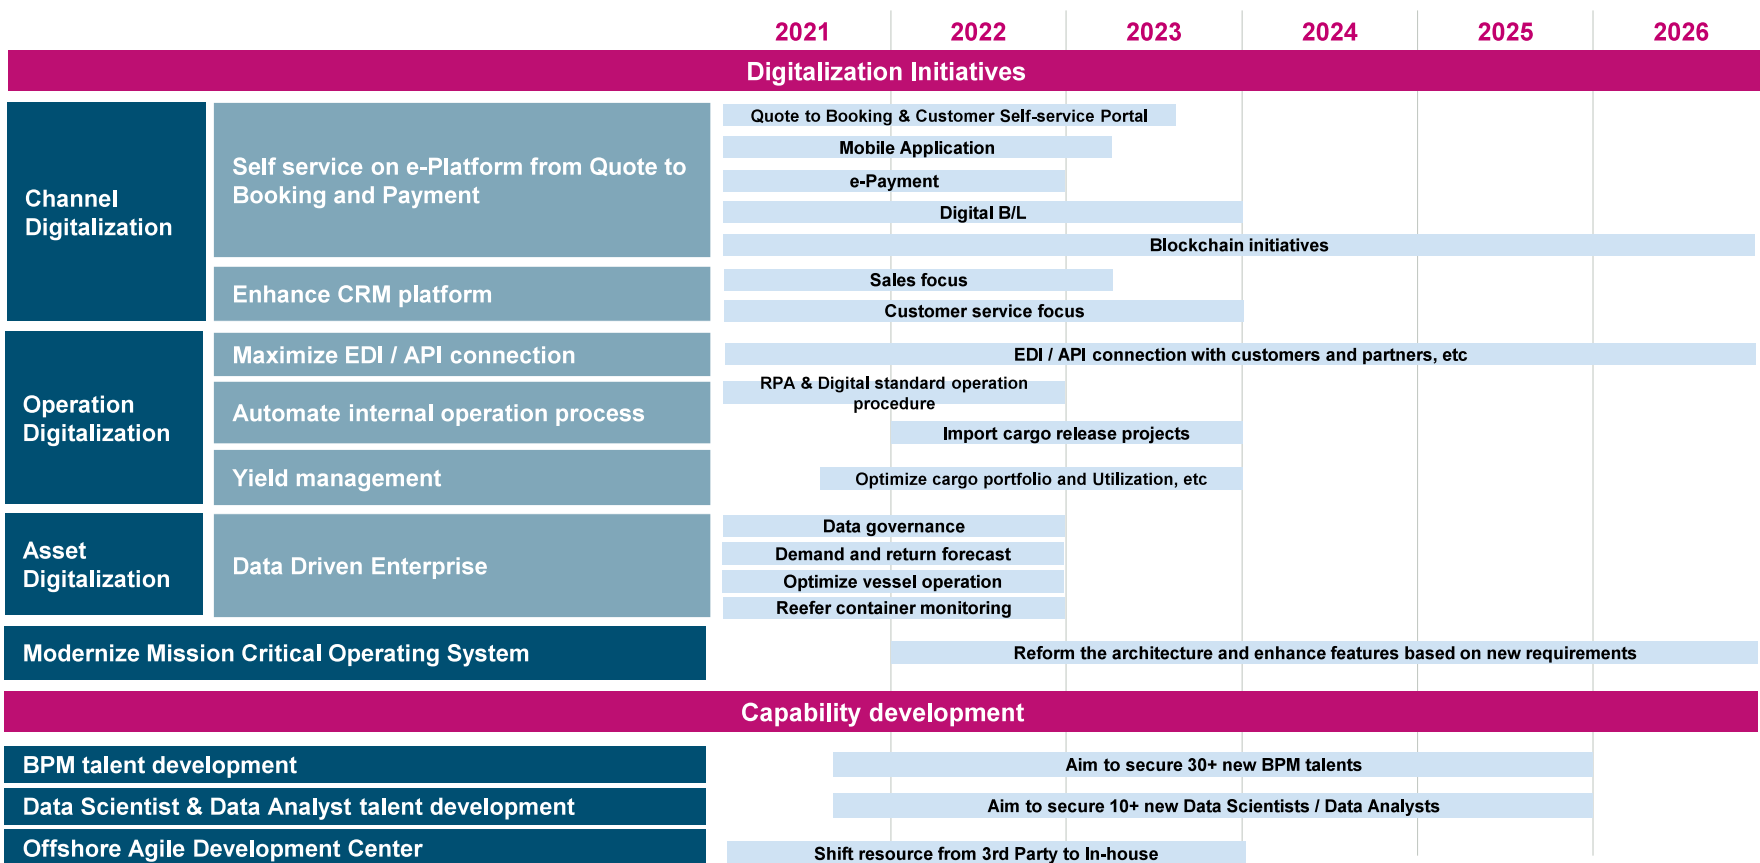 2021 2022 2023 2024 2025 2026
Digitalization Initiatives
Channel
Digitalization
Self service on e-Platform from Quote to
Booking and Payment
Quote to Booking & Customer Self-service Portal
Mobile Application
e-Payment
Digital B/L
Blockchain initiatives
Enhance CRM platform
Sales focus
Customer service focus
Operation
Digitalization
Maximize EDI / API connection
EDI / API connection with customers and partners, etc
Automate internal operation process
RPA & Digital standard operation
procedure
Import cargo release projects
Yield management
Optimize cargo portfolio and Utilization, etc
Asset
Digitalization
Data Driven Enterprise
Data governance
Demand and return forecast
Optimize vessel operation
Reefer container monitoring
Modernize Mission Critical Operating System
Reform the architecture and enhance features based on new requirements
Capability development
BPM talent development
Aim to secure 30+ new BPM talents
Data Scientist & Data Analyst talent development
Aim to secure 10+ new Data Scientists / Data Analysts
Offshore Agile Development Center
Shift resource from 3rd Party to In-house